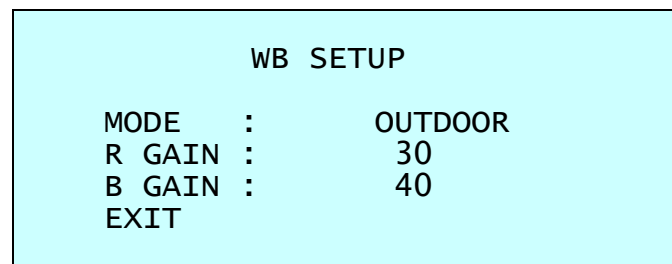 WB SETUP
MODE : OUTDOOR
R GAIN : 30
B GAIN : 40
EXIT